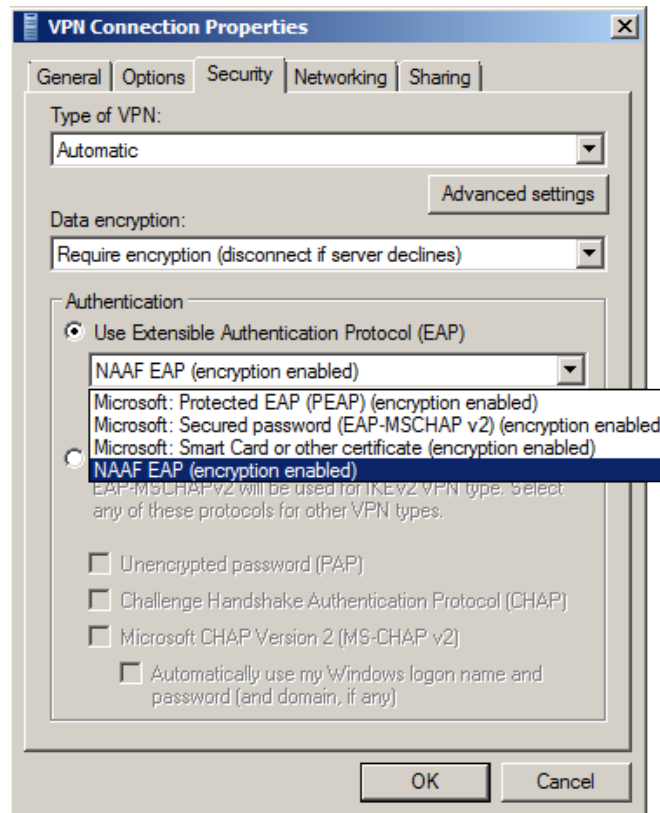 VPN Connection Properties
General Options Security Networking Sharing
Type of VPN:
Automatic
Advanced settings
Data encryption:
Require encryption (disconnect if server declines)
Authentication
Use Extensible Authentication Protocol (EAP)
NAAF EAP (encryption enabled)
Microsoft: Protected EAP (PEAP) (encryption enabled)
Microsoft: Secured password (EAP-MSCHAP v2) (encryption enabled
Microsoft: Smart Card or other certificate (encryption enabled)
NAAF EAP (encryption enabled)
EAP-MSCHAPv2 will be used for IKEv2 VPN type. Select
any of these protocols for other VPN types.
Unencrypted password (PAP)
Challenge Handshake Authentication Protocol (CHAP)
Microsoft CHAP Version 2 (MS-CHAP v2)
Automatically use my Windows logon name and
password (and domain, if any)
OK Cancel